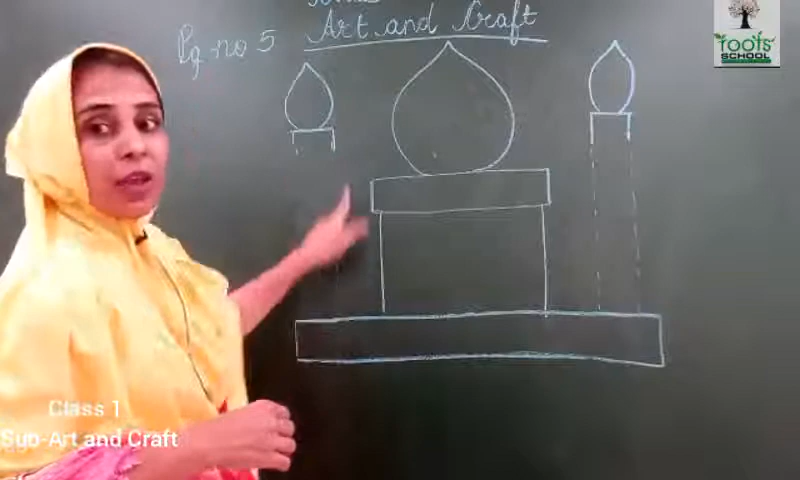 Art and Craft
Pg no 5
roots
SCHOOL
Class 1
Sub-Art and Craft